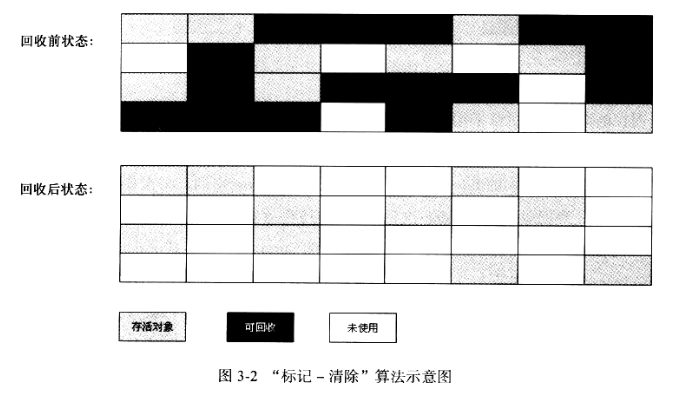 回收前状态：
回收后状态：
存活对象
可回收
未使用
图 3-2 “标记－清除”算法示意图